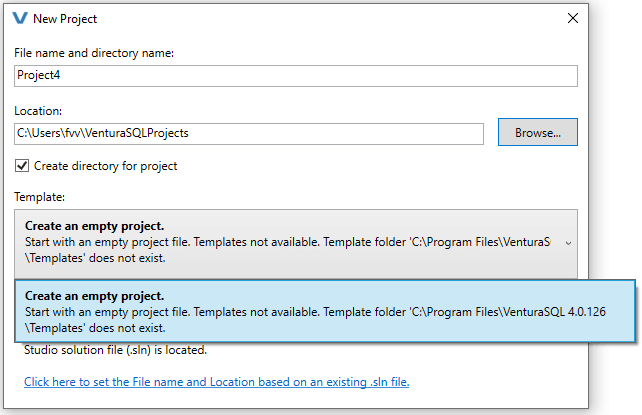 New Project
File name and directory name:
Project4
Location:
C:\Users\fvv\VenturaSQLProjects
Browse...
Create directory for project
Template:
Create an empty project.
Start with an empty project file. Templates not available. Template folder 'C:\Program Files\VenturaS
\Templates' does not exist.
Create an empty project.
Start with an empty project file. Templates not available. Template folder 'C:\Program Files\VenturaSQL 4.0.126
\Templates' does not exist.
Studio solution file (.sln) is located.
Click here to set the File name and Location based on an existing .sln file.